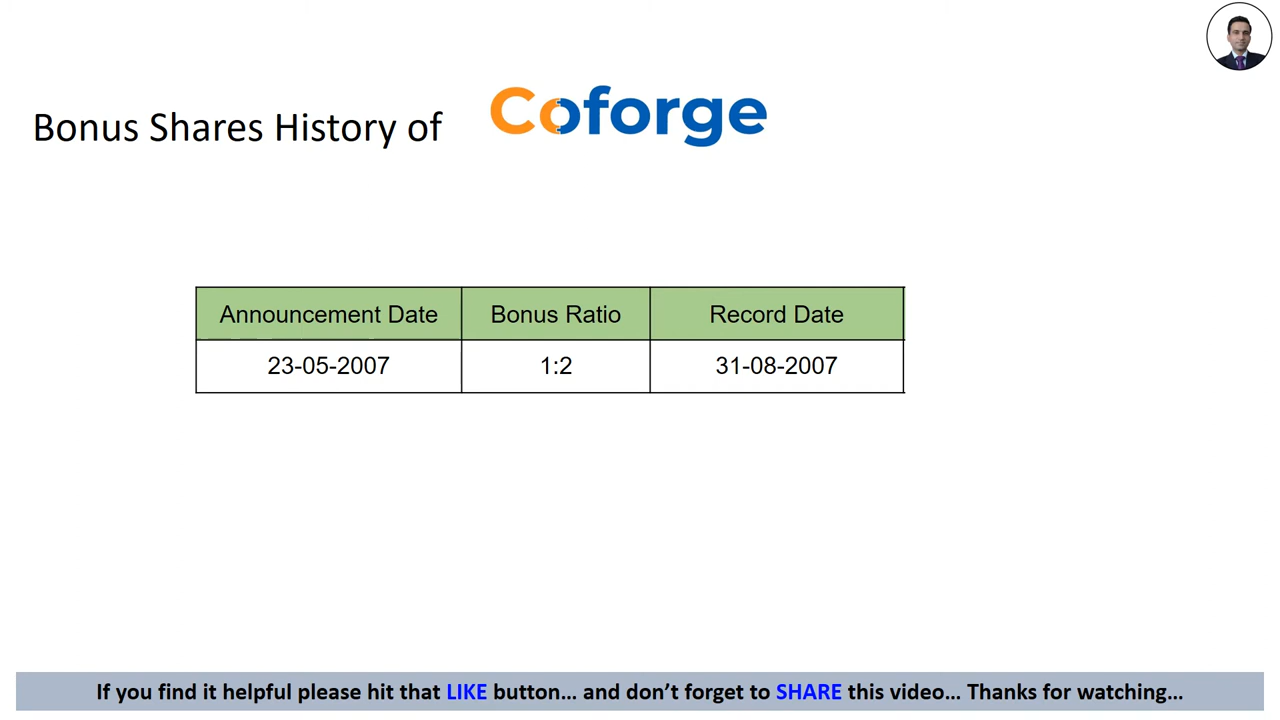 Bonus Shares History of Coforge
Announcement Date Bonus Ratio Record Date
23-05-2007 1:2 31-08-2007
If you find it helpful please hit that LIKE button... and don’t forget to SHARE this video... Thanks for watching...